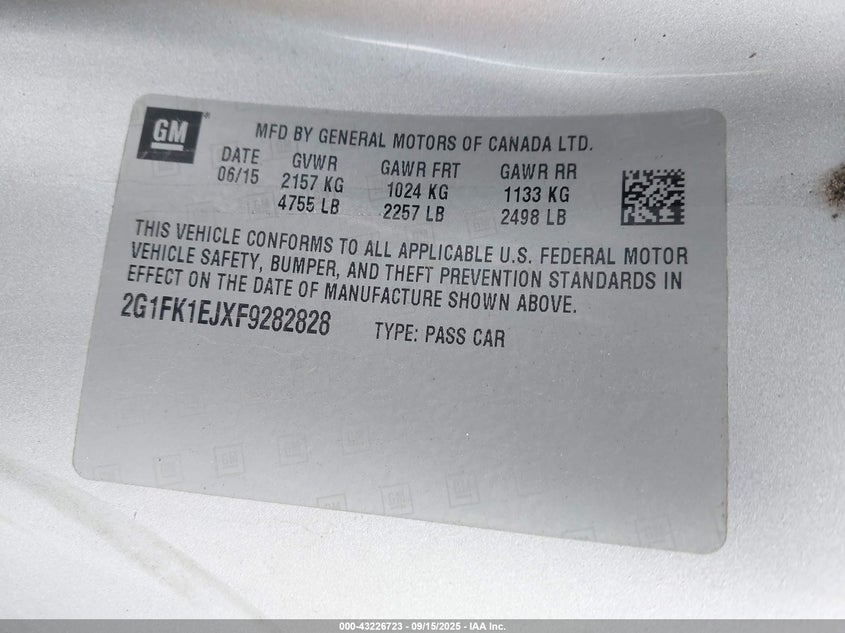 GM
MFD BY GENERAL MOTORS OF CANADA LTD.
DATE GVWR GAWR FRT GAWR RR
06/15 2157 KG 1024 KG 1133 KG
4755 LB 2257 LB 2498 LB
THIS VEHICLE CONFORMS TO ALL APPLICABLE U.S. FEDERAL MOTOR
VEHICLE SAFETY, BUMPER, AND THEFT PREVENTION STANDARDS IN
EFFECT ON THE DATE OF MANUFACTURE SHOWN ABOVE.
2G1FK1EJXF9282828 TYPE: PASS CAR
000-43226723 - 09/15/2025 - IAA Inc.